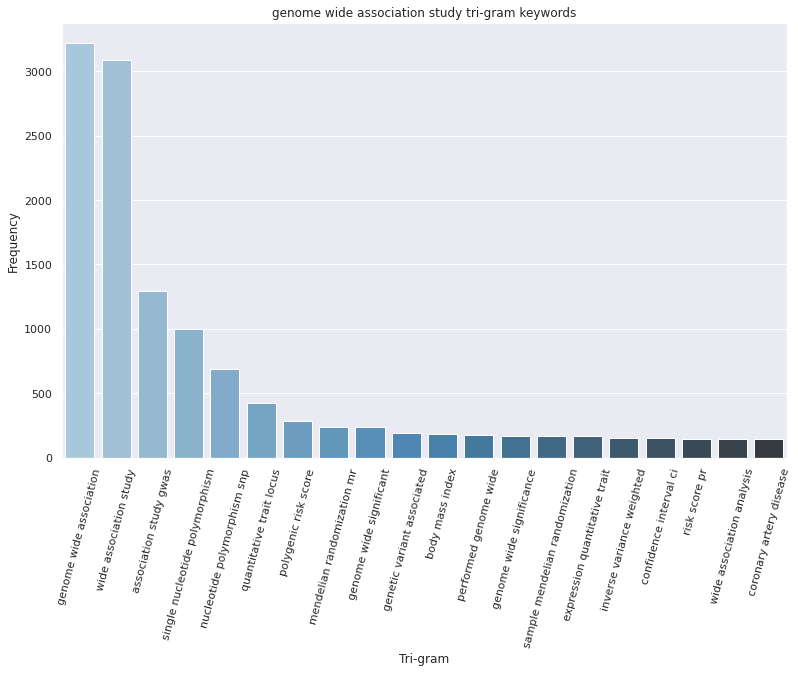 genome wide association study tri-gram keywords
3000
2500
2000
1500
1000
500
0
Frequency
genome wide association
wide association study
association study gwas
single nucleotide polymorphism
nucleotide polymorphism snp
quantitative trait locus
polygenic risk score
mendelian randomization mr
genome wide significant
genetic variant associated
body mass index
performed genome wide
genome wide significance
sample mendelian randomization
expression quantitative trait
inverse variance weighted
confidence interval ci
risk score pr
wide association analysis
coronary artery disease
Tri-gram